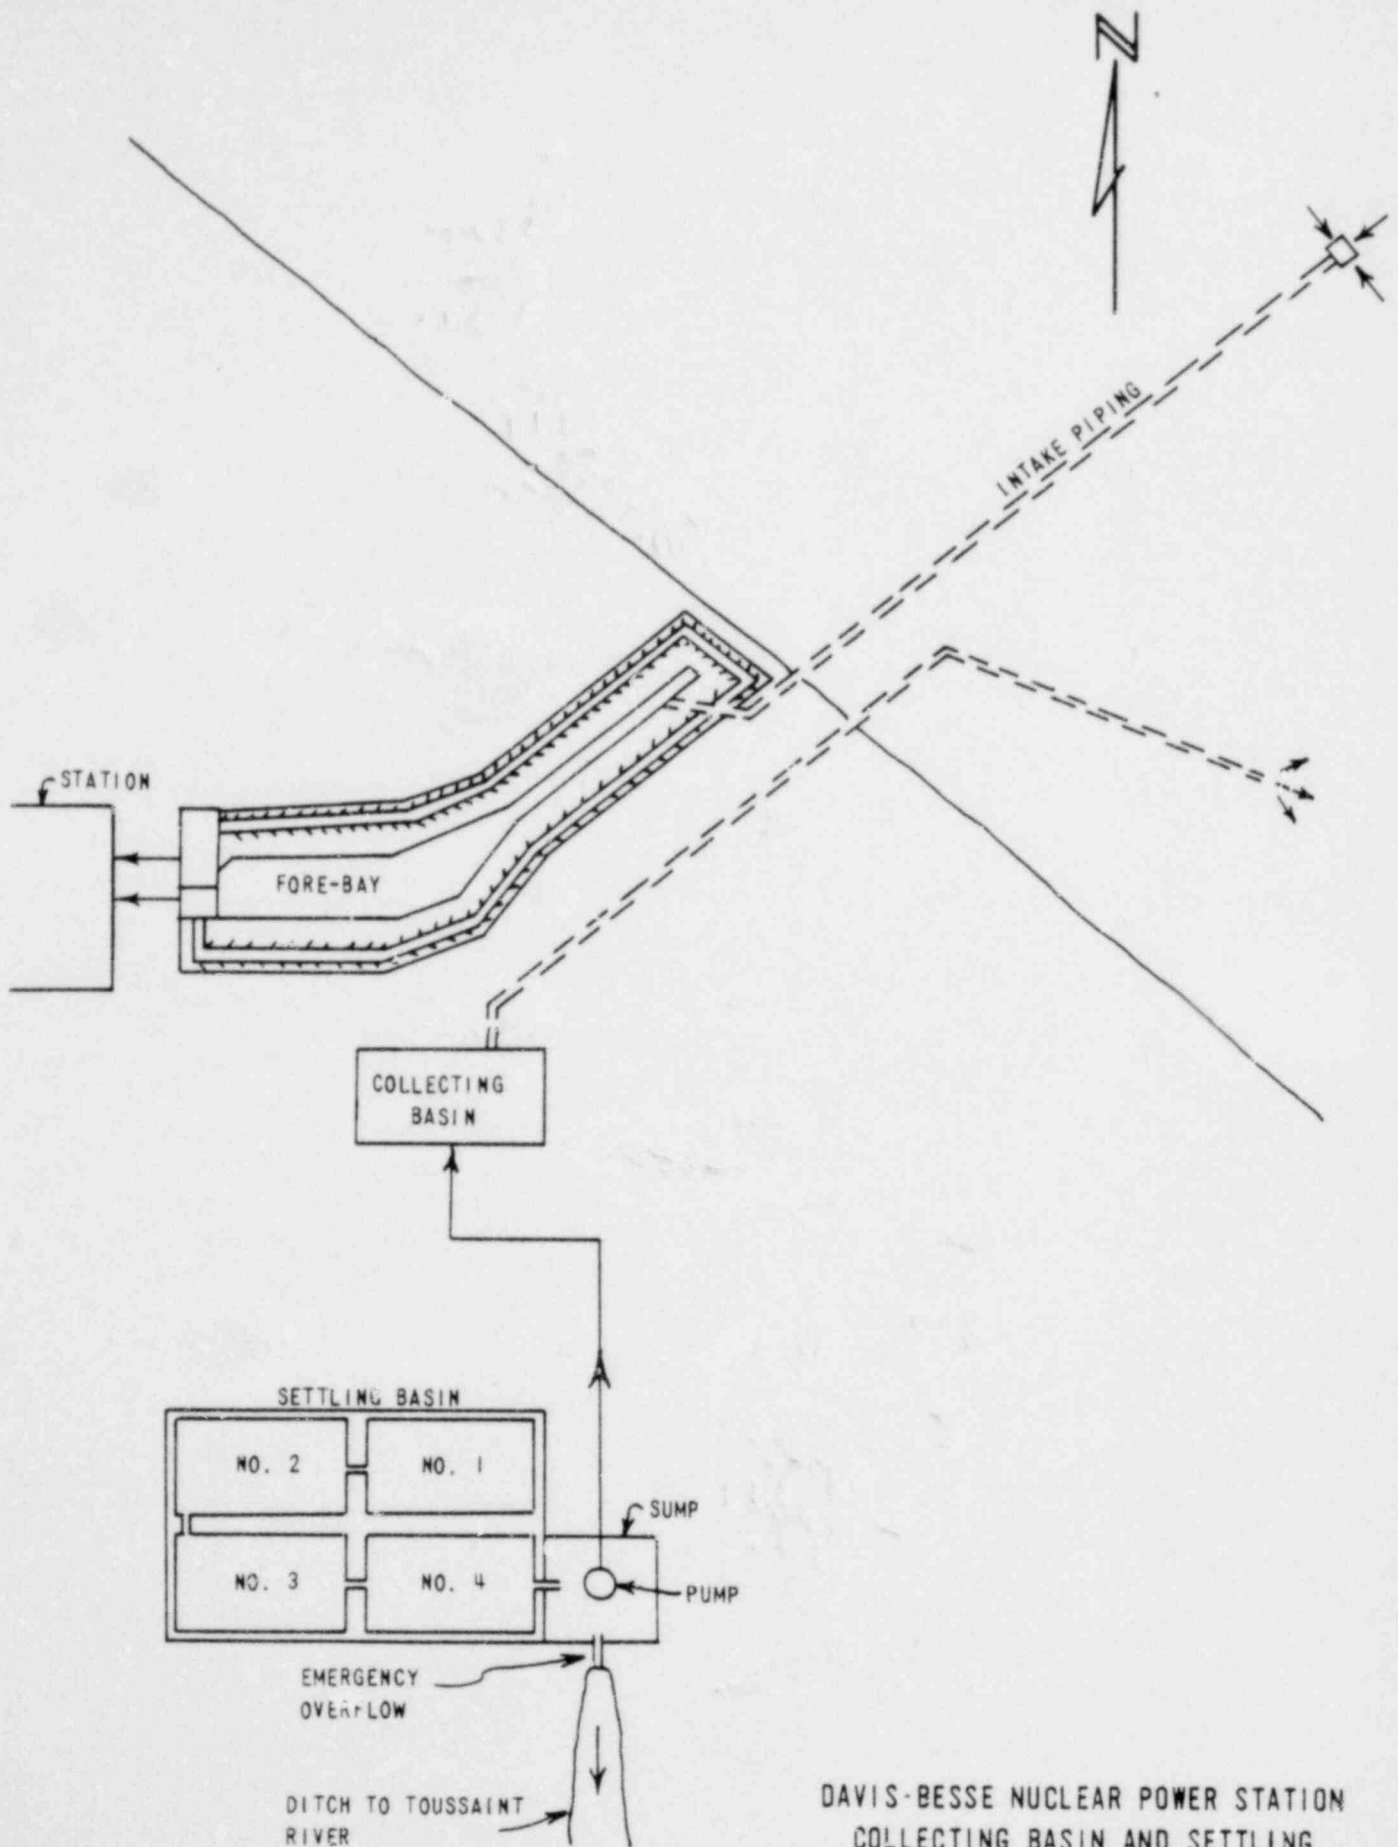 N
INTAKE PIPING
STATION
FORE-BAY
COLLECTING
BASIN
SETTLING BASIN
NO. 2
NO. 1
SUMP
NO. 3
NO. 4
PUMP
EMERGENCY
OVERFLOW
DITCH TO TOUSSAINT
RIVER
DAVIS-BESSE NUCLEAR POWER STATION
COLLECTING BASIN AND SETTLING